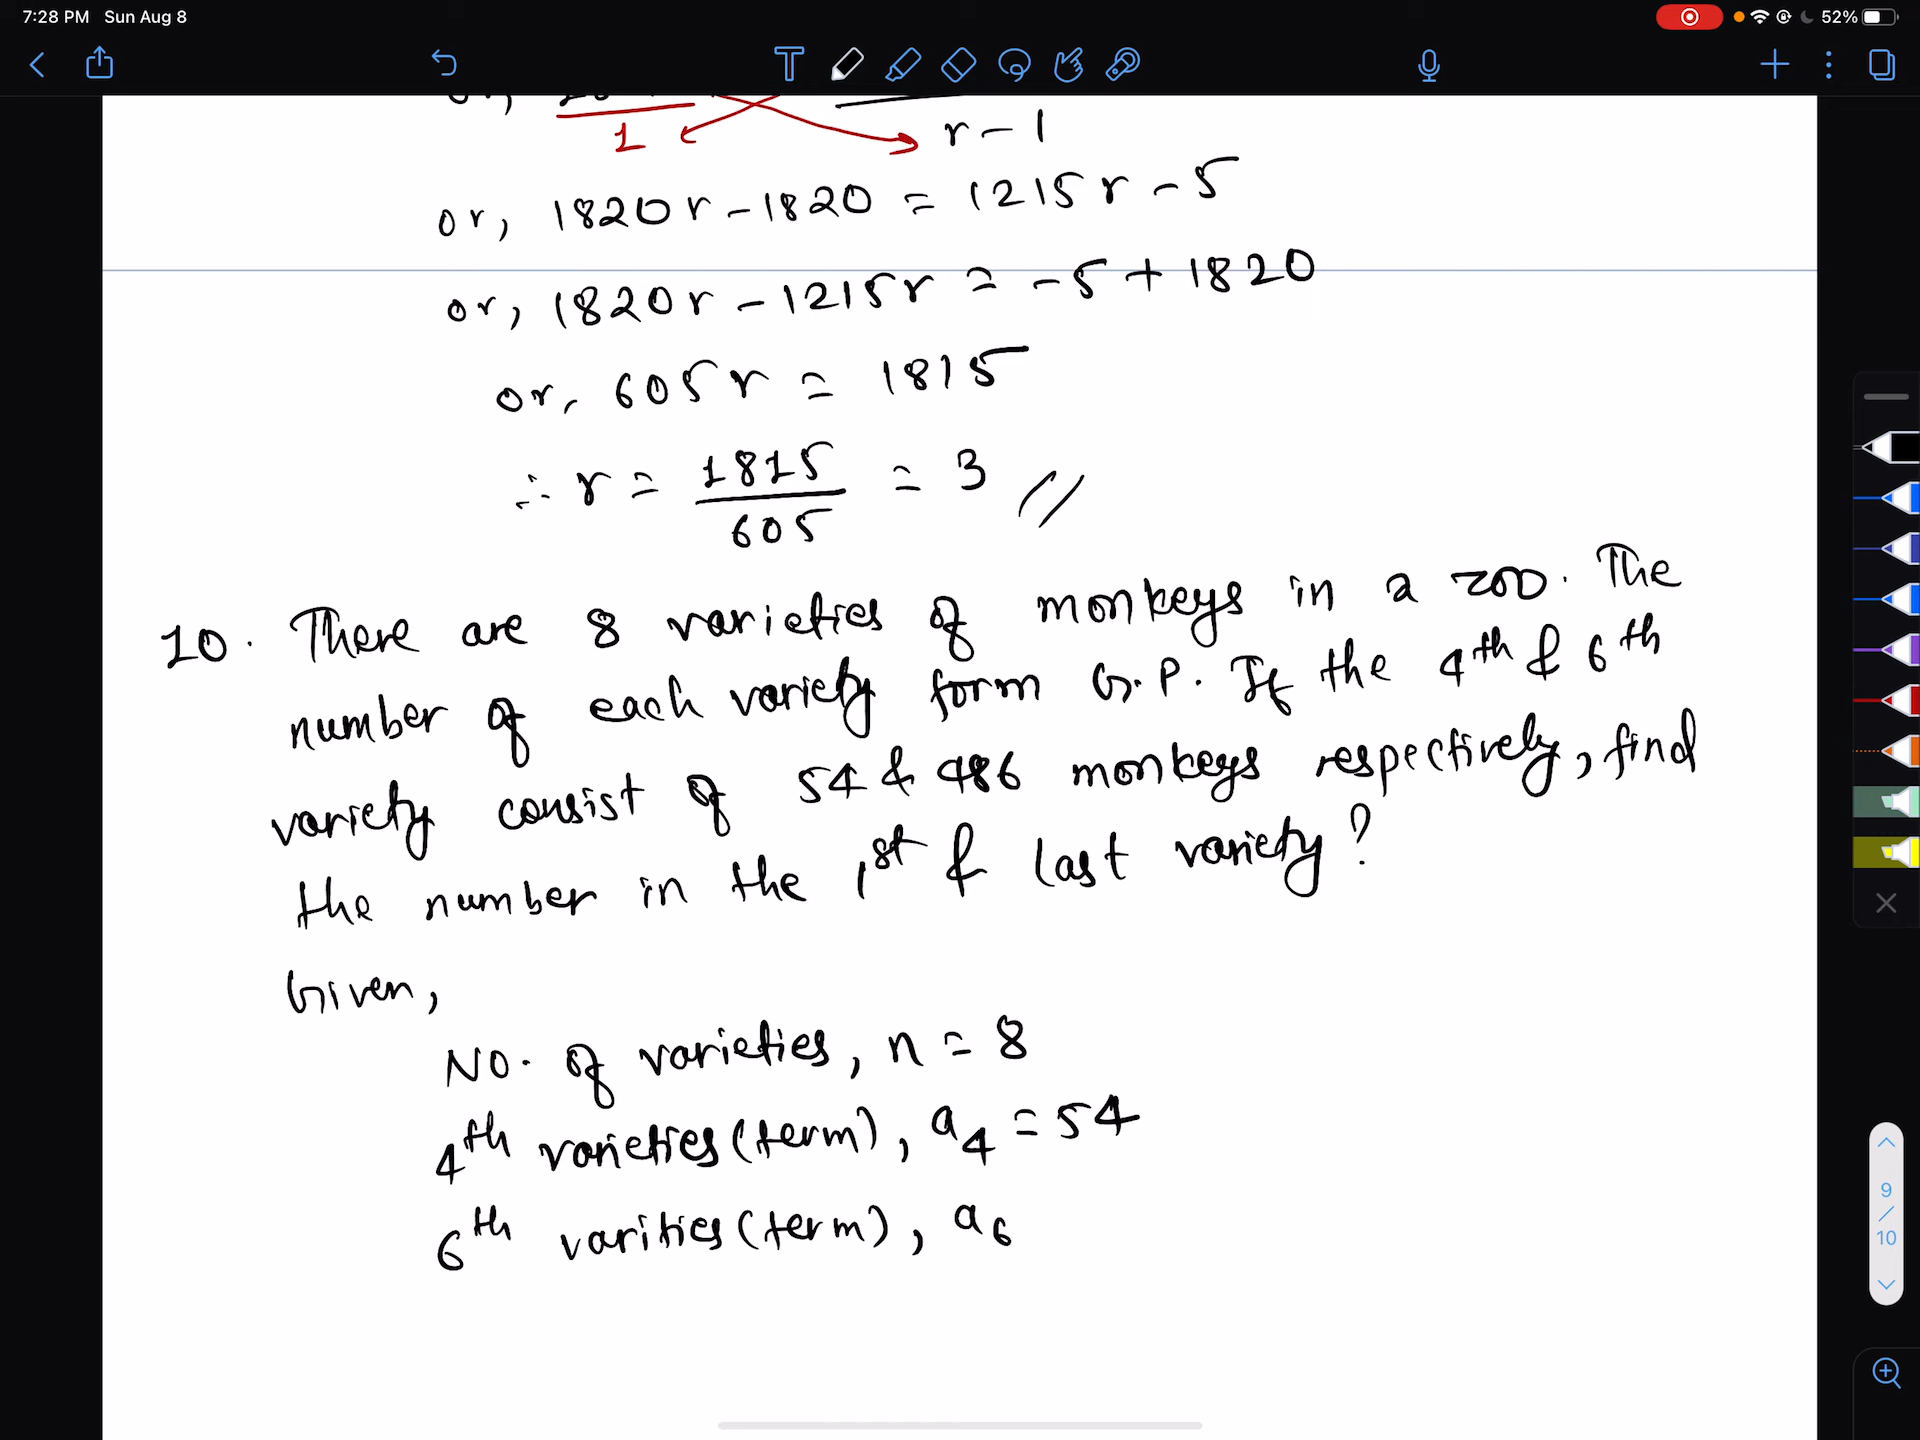 7:28 PM Sun Aug 8
52%
1
r - 1
or, 1820r - 1820 = 1215r - 5
or, 1820r - 1215r = -5 + 1820
or, 605r = 1815
∴ r = 1815/605 = 3 //
10. There are 8 varieties of monkeys in a zoo. The
number of each variety form G.P. If the 4th & 6th
variety consist of 54 & 486 monkeys respectively, find
the number in the 1st & last variety?
Given,
No. of varieties, n = 8
4th varieties (term), a4 = 54
6th varities (term), a6
9
/
10